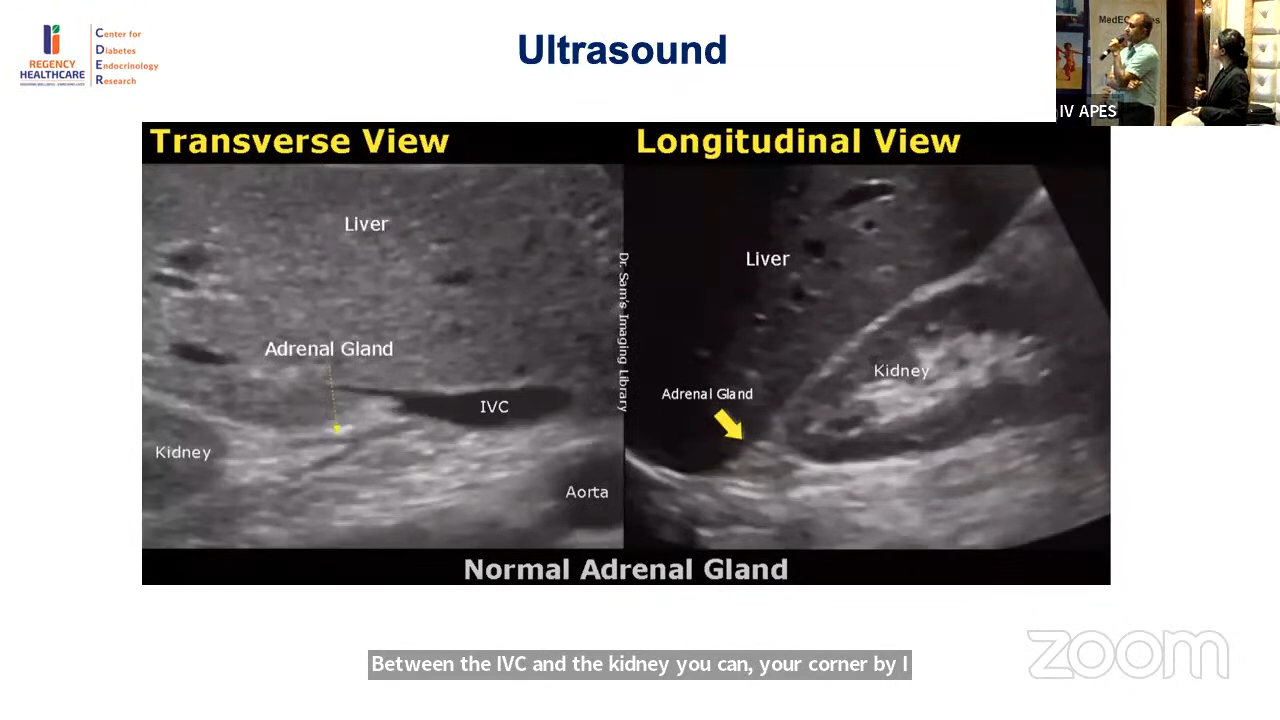 REGENCY
HEALTHCARE
Center for
Diabetes
Endocrinology
Research
Ultrasound
IV APES
Transverse View
Liver
Adrenal Gland
IVC
Kidney
Aorta
Dr. Sam's Imaging Library
Longitudinal View
Liver
Kidney
Adrenal Gland
Normal Adrenal Gland
Between the IVC and the kidney you can, your corner by I
zoom